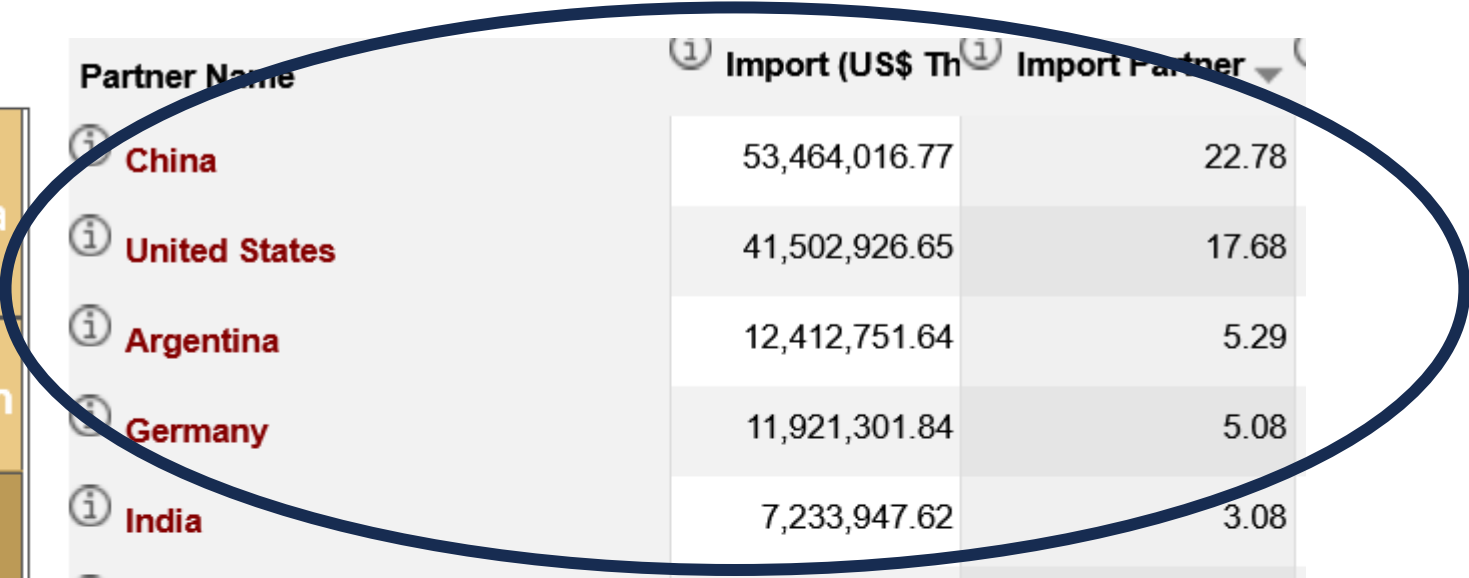 Partner Name Import (US$ Th Import Partner
China 53,464,016.77 22.78
a
United States 41,502,926.65 17.68
Argentina 12,412,751.64 5.29
n
Germany 11,921,301.84 5.08
India 7,233,947.62 3.08